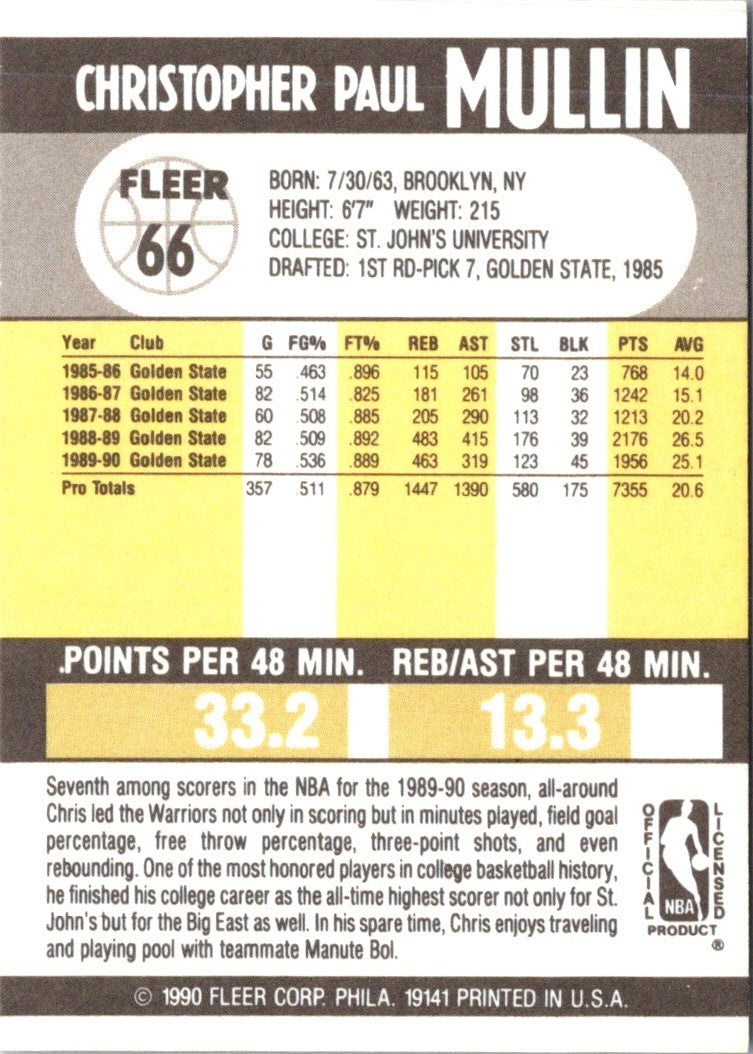 CHRISTOPHER PAUL MULLIN
FLEER
66
BORN: 7/30/63, BROOKLYN, NY
HEIGHT: 6'7" WEIGHT: 215
COLLEGE: ST. JOHN'S UNIVERSITY
DRAFTED: 1ST RD-PICK 7, GOLDEN STATE, 1985
Year Club G FG% FT% REB AST STL BLK PTS AVG
1985-86 Golden State 55 .463 .896 115 105 70 23 768 14.0
1986-87 Golden State 82 .514 .825 181 261 98 36 1242 15.1
1987-88 Golden State 60 .508 .885 205 290 113 32 1213 20.2
1988-89 Golden State 82 .509 .892 483 415 176 39 2176 26.5
1989-90 Golden State 78 .536 .889 463 319 123 45 1956 25.1
Pro Totals 357 .511 .879 1447 1390 580 175 7355 20.6
POINTS PER 48 MIN. REB/AST PER 48 MIN.
33.2 13.3
Seventh among scorers in the NBA for the 1989-90 season, all-around
Chris led the Warriors not only in scoring but in minutes played, field goal
percentage, free throw percentage, three-point shots, and even
rebounding. One of the most honored players in college basketball history,
he finished his college career as the all-time highest scorer not only for St.
John's but for the Big East as well. In his spare time, Chris enjoys traveling
and playing pool with teammate Manute Bol.
OFFICIAL LICENSED
NBA
PRODUCT
®
© 1990 FLEER CORP. PHILA. 19141 PRINTED IN U.S.A.